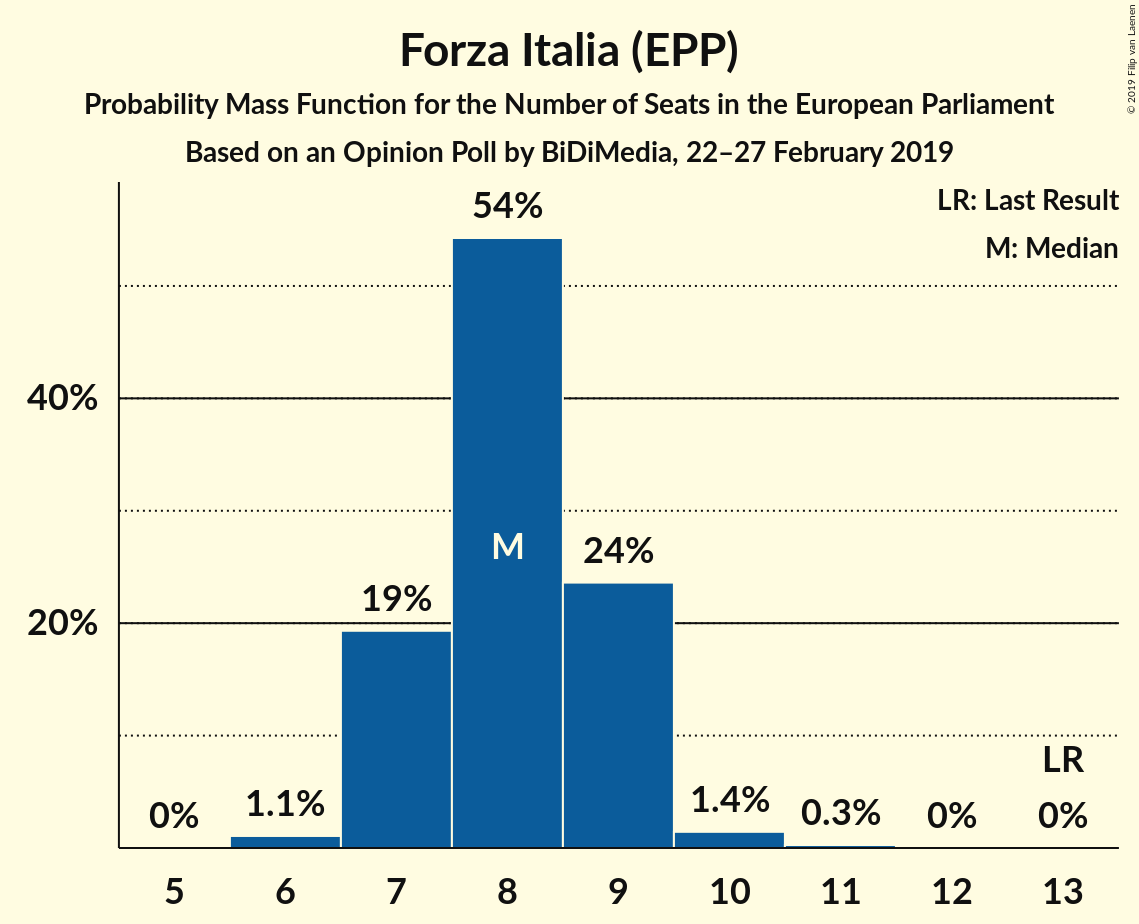 Forza Italia (EPP)
Probability Mass Function for the Number of Seats in the European Parliament
Based on an Opinion Poll by BiDiMedia, 22–27 February 2019
© 2019 Filip van Laenen
LR: Last Result
M: Median
54%
40%
M
24%
19%
20%
LR
0%
1.1%
1.4%
0.3%
0%
0%
5 6 7 8 9 10 11 12 13